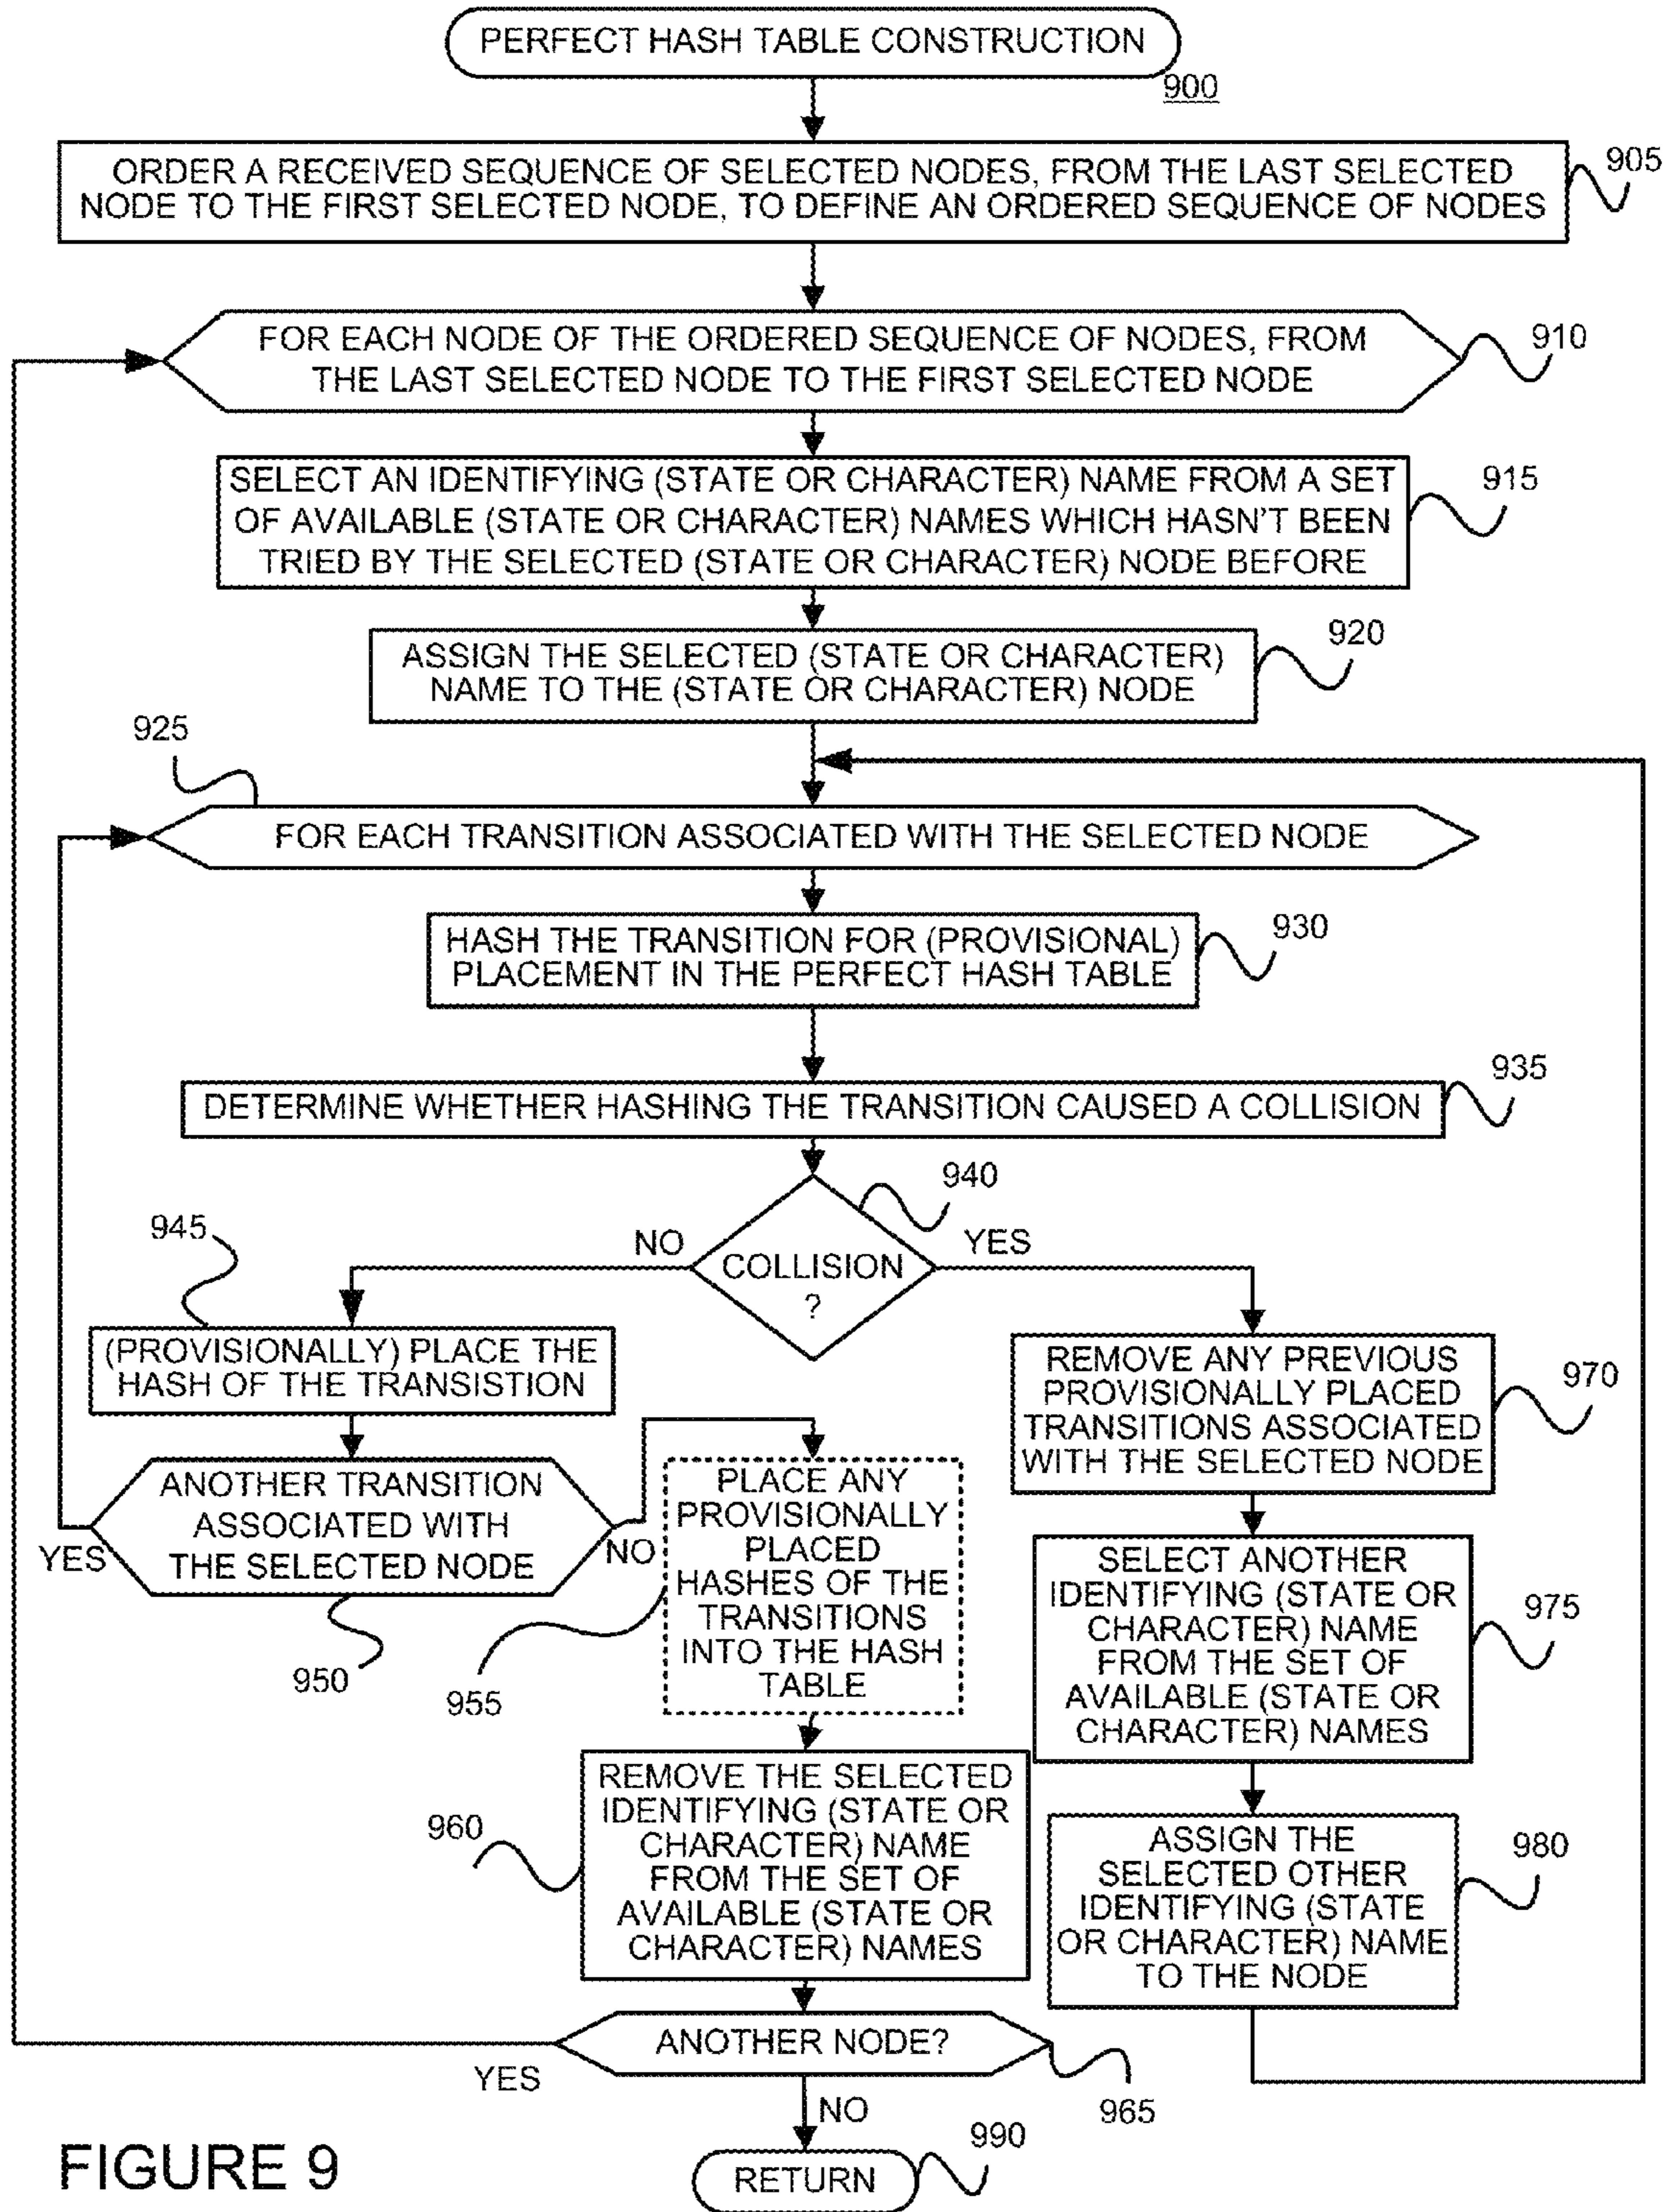 PERFECT HASH TABLE CONSTRUCTION
900
ORDER A RECEIVED SEQUENCE OF SELECTED NODES, FROM THE LAST SELECTED
NODE TO THE FIRST SELECTED NODE, TO DEFINE AN ORDERED SEQUENCE OF NODES
905
FOR EACH NODE OF THE ORDERED SEQUENCE OF NODES, FROM
THE LAST SELECTED NODE TO THE FIRST SELECTED NODE
910
SELECT AN IDENTIFYING (STATE OR CHARACTER) NAME FROM A SET
OF AVAILABLE (STATE OR CHARACTER) NAMES WHICH HASN'T BEEN
TRIED BY THE SELECTED (STATE OR CHARACTER) NODE BEFORE
915
ASSIGN THE SELECTED (STATE OR CHARACTER)
NAME TO THE (STATE OR CHARACTER) NODE
920
925
FOR EACH TRANSITION ASSOCIATED WITH THE SELECTED NODE
HASH THE TRANSITION FOR (PROVISIONAL)
PLACEMENT IN THE PERFECT HASH TABLE
930
DETERMINE WHETHER HASHING THE TRANSITION CAUSED A COLLISION
935
COLLISION
?
940
NO
YES
945
(PROVISIONALLY) PLACE THE
HASH OF THE TRANSISTION
ANOTHER TRANSITION
ASSOCIATED WITH
THE SELECTED NODE
YES
NO
950
PLACE ANY
PROVISIONALLY
PLACED
HASHES OF THE
TRANSITIONS
INTO THE HASH
TABLE
955
REMOVE THE SELECTED
IDENTIFYING (STATE OR
CHARACTER) NAME
FROM THE SET OF
AVAILABLE (STATE OR
CHARACTER) NAMES
960
REMOVE ANY PREVIOUS
PROVISIONALLY PLACED
TRANSITIONS ASSOCIATED
WITH THE SELECTED NODE
970
SELECT ANOTHER
IDENTIFYING (STATE OR
CHARACTER) NAME
FROM THE SET OF
AVAILABLE (STATE OR
CHARACTER) NAMES
975
ASSIGN THE
SELECTED OTHER
IDENTIFYING (STATE
OR CHARACTER) NAME
TO THE NODE
980
ANOTHER NODE?
YES
NO
965
RETURN
990
FIGURE 9